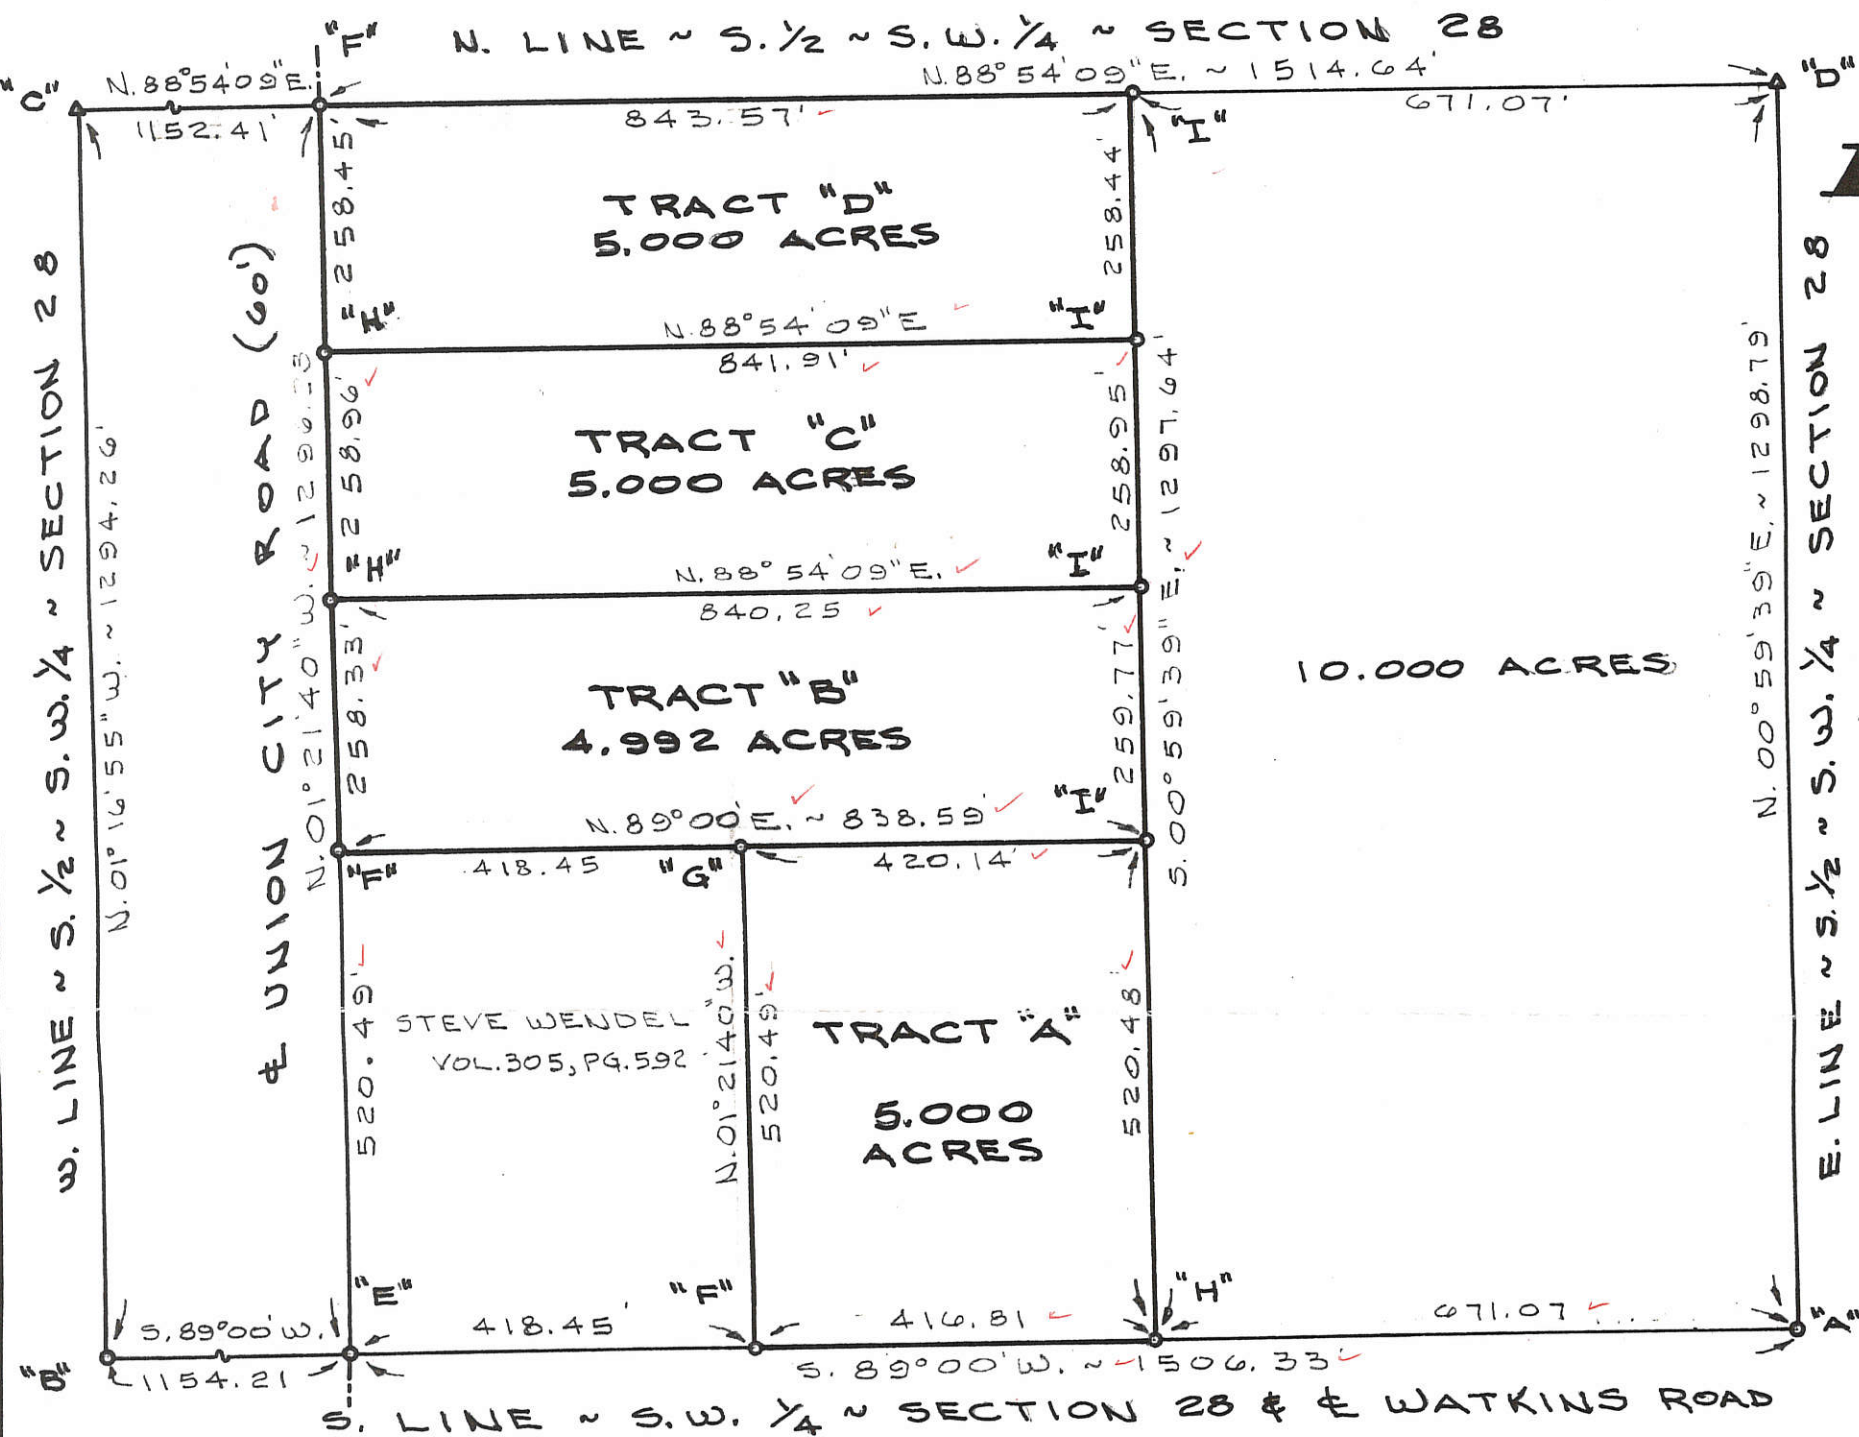 "F" N. LINE ~ S. ½ ~ S.W. ¼ ~ SECTION 28
"C" N.88°54'09"E. N.88°54'09"E. ~ 1514.64' "D"
1152.41' 843.57' "I" 671.07'
258.45' 258.44'
TRACT "D"
5.000 ACRES
"H" N.88°54'09"E "I"
841.91'
258.96' 258.95'
TRACT "C"
5.000 ACRES
"H" N.88°54'09"E. "I"
840.25
258.33' 259.77'
TRACT "B"
4.992 ACRES
10.000 ACRES
N.89°00'E. ~ 838.59' "I"
"F" 418.45 "G" 420.14'
W. LINE ~ S. ½ ~ S.W. ¼ ~ SECTION 28
N.01°16'55"W. ~ 1294.26'
℄ UNION CITY ROAD (60')
N.01°21'40"W. ~ 1296.23
S.00°59'39"E. ~ 1297.64'
N.00°59'39"E. ~ 1298.79'
E. LINE ~ S. ½ ~ S.W. ¼ ~ SECTION 28
520.49' N.01°21'40"W. 520.49' 520.48'
STEVE WENDEL
VOL.305, PG.592
TRACT "A"
5.000
ACRES
"E" "F" "H"
S.89°00'W. 418.45' 416.81 671.07 "A"
"B" 1154.21 S. 89°00'W. ~ 1506.33'
S. LINE ~ S.W. ¼ ~ SECTION 28 & ℄ WATKINS ROAD